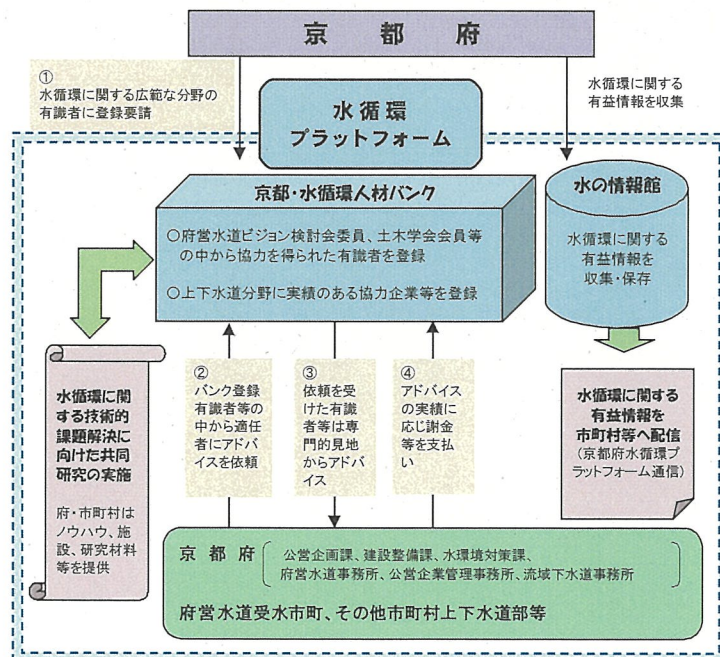 京都府
①
水循環に関する広範な分野の
有識者に登録要請
水循環
プラットフォーム
水循環に関する
有益情報を収集
京都・水循環人材バンク
○府営水道ビジョン検討会委員、土木学会会員等
の中から協力を得られた有識者を登録
○上下水道分野に実績のある協力企業等を登録
水の情報館
水循環に関する
有益情報を
収集・保存
水循環に関
する技術的
課題解決に
向けた共同
研究の実施
府・市町村は
ノウハウ、施
設、研究材料
等を提供
②
バンク登録
有識者等の
中から適任
者にアドバ
イスを依頼
③
依頼を受
けた有識
者等は専
門的見地
からアドバ
イス
④
アドバイス
の実績に
応じ謝金
等を支払
い
水循環に関する
有益情報を
市町村等へ配信
(京都府水循環プ
ラットフォーム通信)
京都府
公営企画課、建設整備課、水環境対策課、
府営水道事務所、公営企業管理事務所、流域下水道事務所
府営水道受水市町、その他市町村上下水道部等